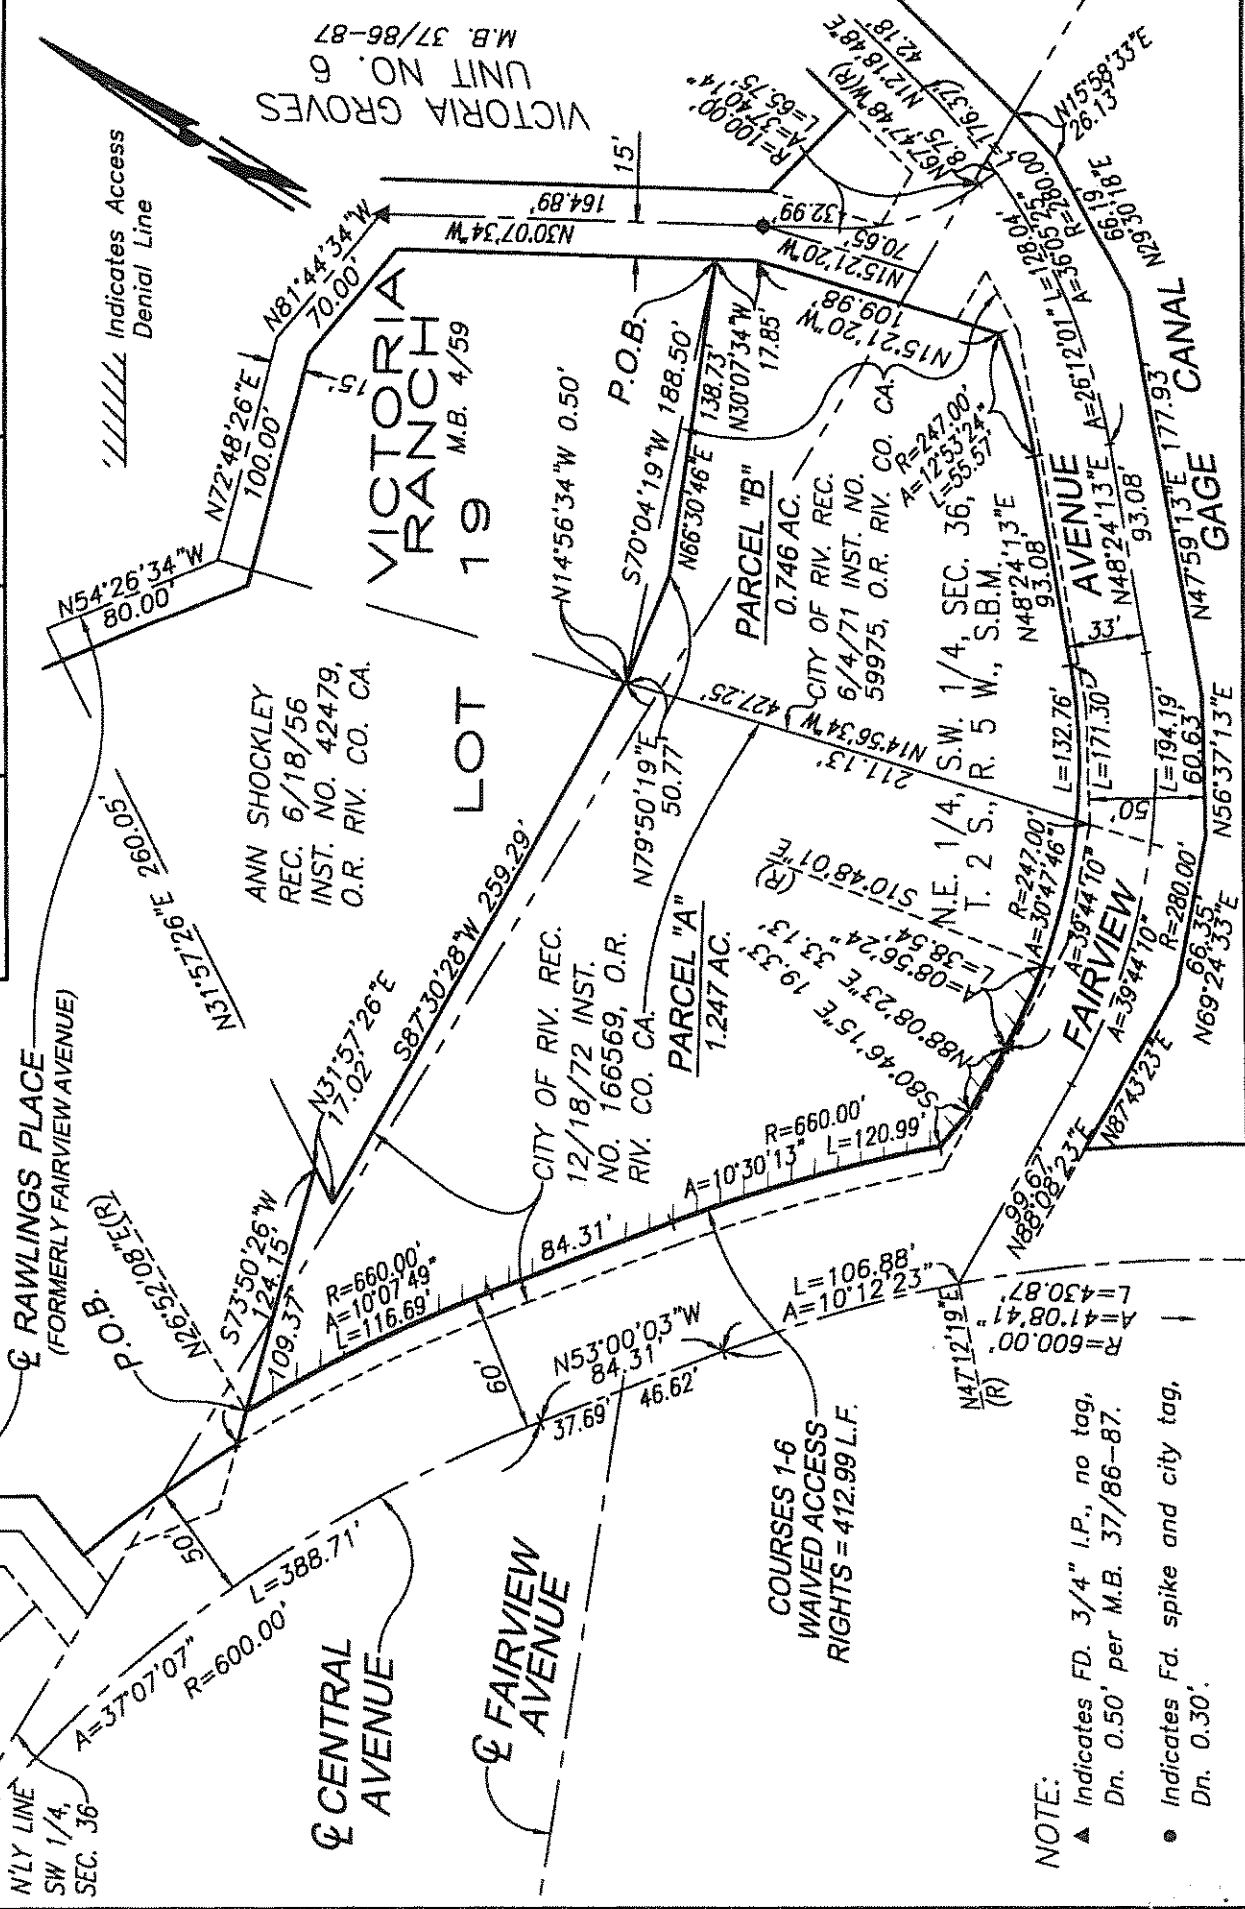 VICTORIA GROVES
UNIT NO. 6
M.B. 37/86-87
Indicates Access
Denial Line
N81°44'34"W
70.00'
N72°48'26"E
100.00'
N54°26'34"W
80.00'
15'
VICTORIA
RANCH
M.B. 4/59
19
LOT
N30°07'34"W
164.89'
15'
R=100.00'
A=37°40'14"
L=65.75'
32.99'
70.65'
N15°21'20"W
N67°47'48"W(R)
8.75'
N12°18'48"E
42.18'
L=176.37'
N15°58'33"E
26.13'
R=280.00'
A=36°05'25"
L=128.04'
A=26°12'01"
66.19'
N29°30'18"E
P.O.B.
138.73'
N30°07'34"W
17.85'
N15°21'20"W
109.98'
N14°56'34"W 0.50'
S70°04'19"W 188.50'
N66°30'46"E
PARCEL "B"
0.746 AC.
CITY OF RIV. REC.
6/4/71 INST. NO.
59975, O.R. RIV. CO. CA.
R=247.00'
A=12°53'24"
L=55.57'
N.E. 1/4, S.W. 1/4, SEC. 36,
T. 2 S., R. 5 W., S.B.M.
N48°24'13"E
93.08'
AVENUE
N48°24'13"E
93.08'
33'
N47°59'13"E 177.93'
GAGE CANAL
ANN SHOCKLEY
REC. 6/18/56
INST. NO. 42479,
O.R. RIV. CO. CA.
N31°57'26"E 260.05'
℄ RAWLINGS PLACE
(FORMERLY FAIRVIEW AVENUE)
N31°57'26"E
17.02'
S87°30'28"W 259.29'
N79°50'19"E
50.77'
427.25'
N14°56'34"W
211.13'
L=132.76'
L=171.30'
L=194.19'
60.63'
50'
N56°37'13"E
R=247.00'
A=30°47'46"
A=39°44'10"
FAIRVIEW
A=39°44'10"
R=280.00'
66.35'
N69°24'33"E
S10°48'01"E
(R)
L=38.54'
A=08°56'24"
N88°08'23"E 33.13'
S80°46'15"E 19.33'
PARCEL "A"
1.247 AC.
CITY OF RIV. REC.
12/18/72 INST.
NO. 166569, O.R.
RIV. CO. CA.
N87°43'23"E
99.67'
N88°08'23"E
R=660.00'
A=10°30'13"
L=120.99'
84.31'
P.O.B.
N26°52'08"E(R)
S73°50'26"W
124.15'
109.37'
R=660.00'
A=10°07'49"
L=116.69'
60'
N53°00'03"W
84.31'
37.69'
46.62'
L=106.88'
A=10°12'23"
N47°12'19"E
(R)
R=600.00'
A=41°08'41"
L=430.87'
50'
L=388.71'
A=37°07'07"
R=600.00'
℄ CENTRAL
AVENUE
℄ FAIRVIEW
AVENUE
COURSES 1-6
WAIVED ACCESS
RIGHTS = 412.99 L.F.
N'LY LINE
SW 1/4,
SEC. 36
NOTE:
▲ Indicates FD. 3/4" I.P., no tag,
Dn. 0.50' per M.B. 37/86-87.
● Indicates Fd. spike and city tag,
Dn. 0.30'.